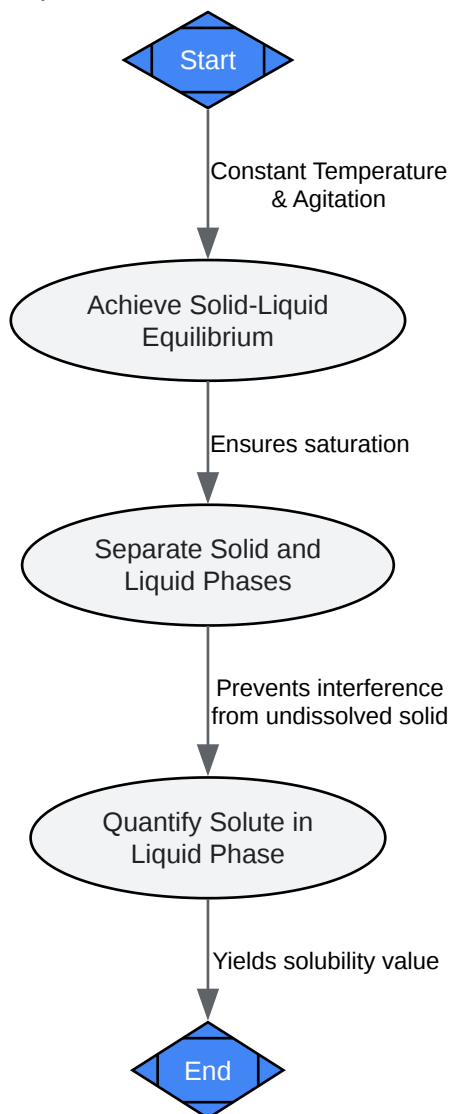 Start
Constant Temperature
& Agitation
Achieve Solid-Liquid
Equilibrium
Ensures saturation
Separate Solid and
Liquid Phases
Prevents interference
from undissolved solid
Quantify Solute in
Liquid Phase
Yields solubility value
End